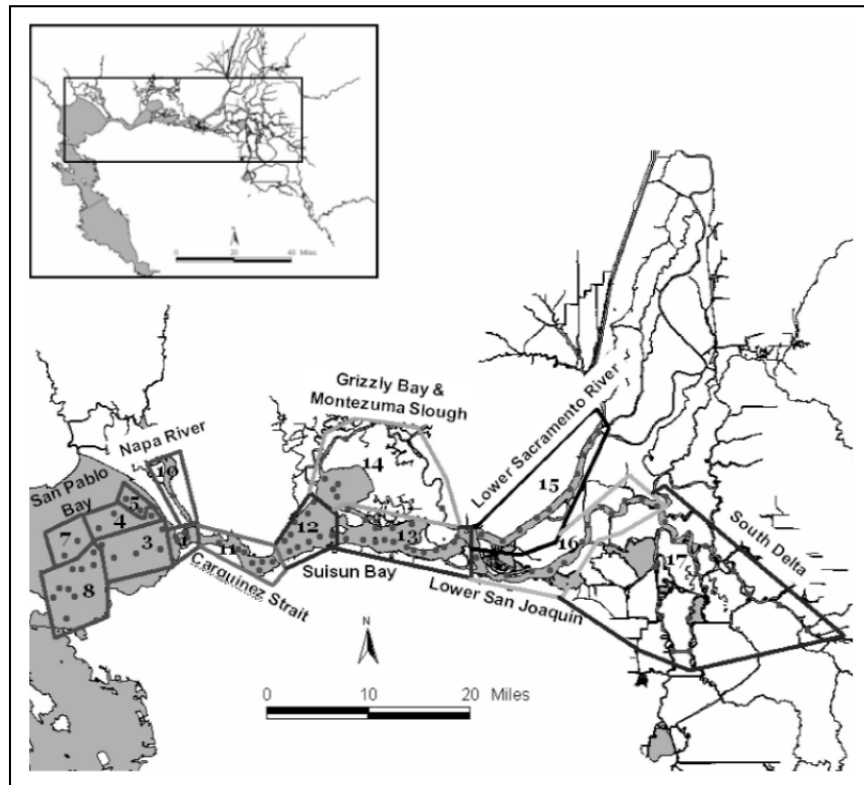 0 20 40 Miles
Grizzly Bay &
Montezuma Slough
Napa River
San Pablo
Bay
Lower Sacramento River
10
14
5
4
7
3
1
8
11
12
13
15
16
17
South Delta
Carquinez Strait
Suisun Bay
Lower San Joaquin
N
0 10 20 Miles